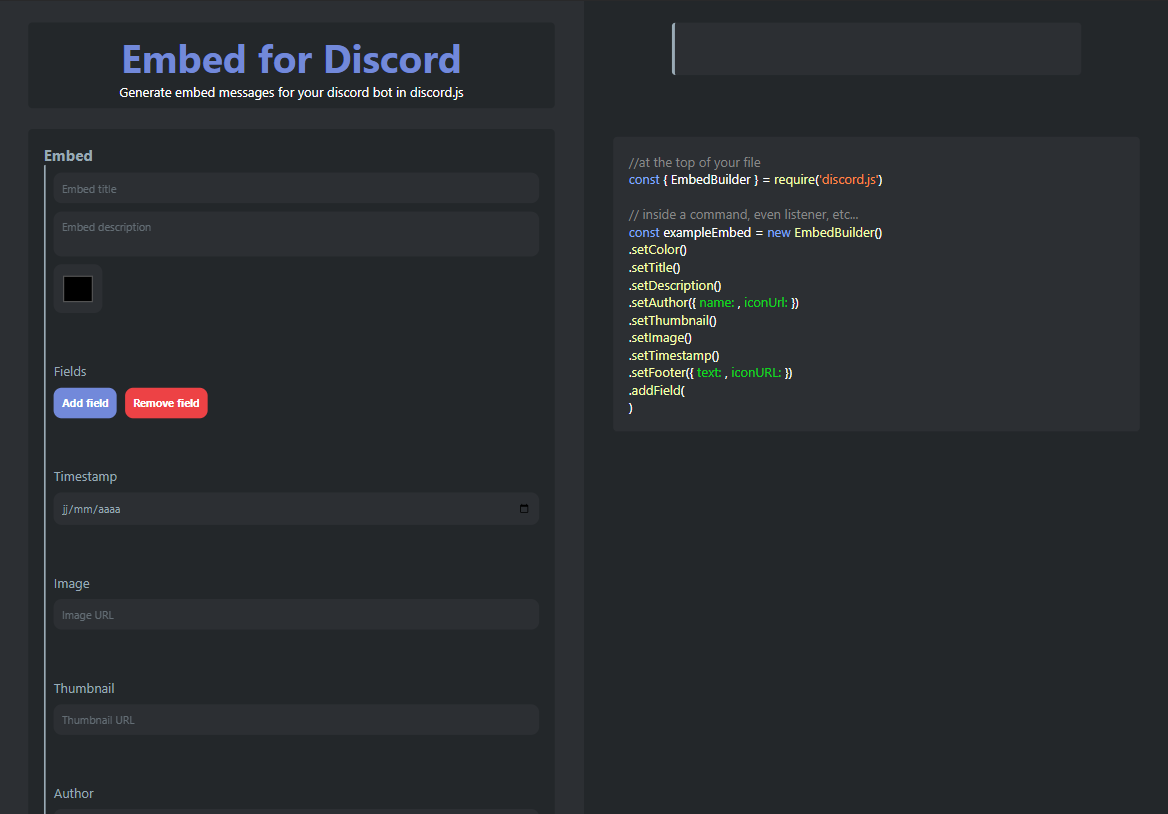 Embed for Discord
Generate embed messages for your discord bot in discord.js
Embed
Embed title
Embed description
Fields
Add field
Remove field
Timestamp
jj/mm/aaaa
Image
Image URL
Thumbnail
Thumbnail URL
Author
//at the top of your file
const { EmbedBuilder } = require('discord.js')
// inside a command, even listener, etc...
const exampleEmbed = new EmbedBuilder()
.setColor()
.setTitle()
.setDescription()
.setAuthor({ name: , iconUrl: })
.setThumbnail()
.setImage()
.setTimestamp()
.setFooter({ text: , iconURL: })
.addField(
)